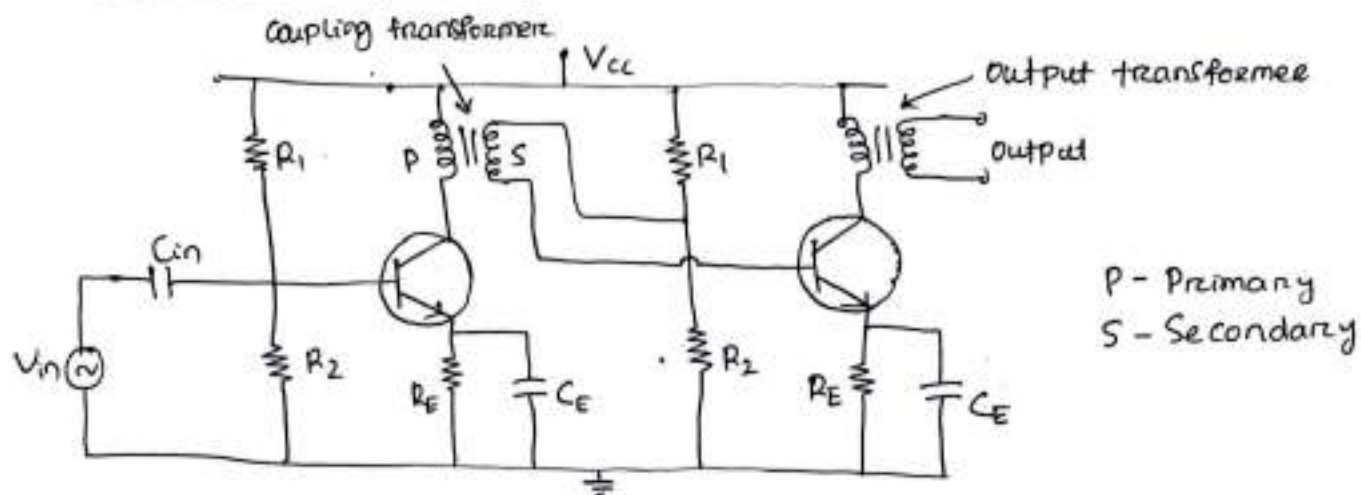 Coupling transformer
Vcc
Output transformer
R1
P
S
R1
Output
Cin
P - Primary
S - Secondary
Vin
R2
RE
CE
R2
RE
CE